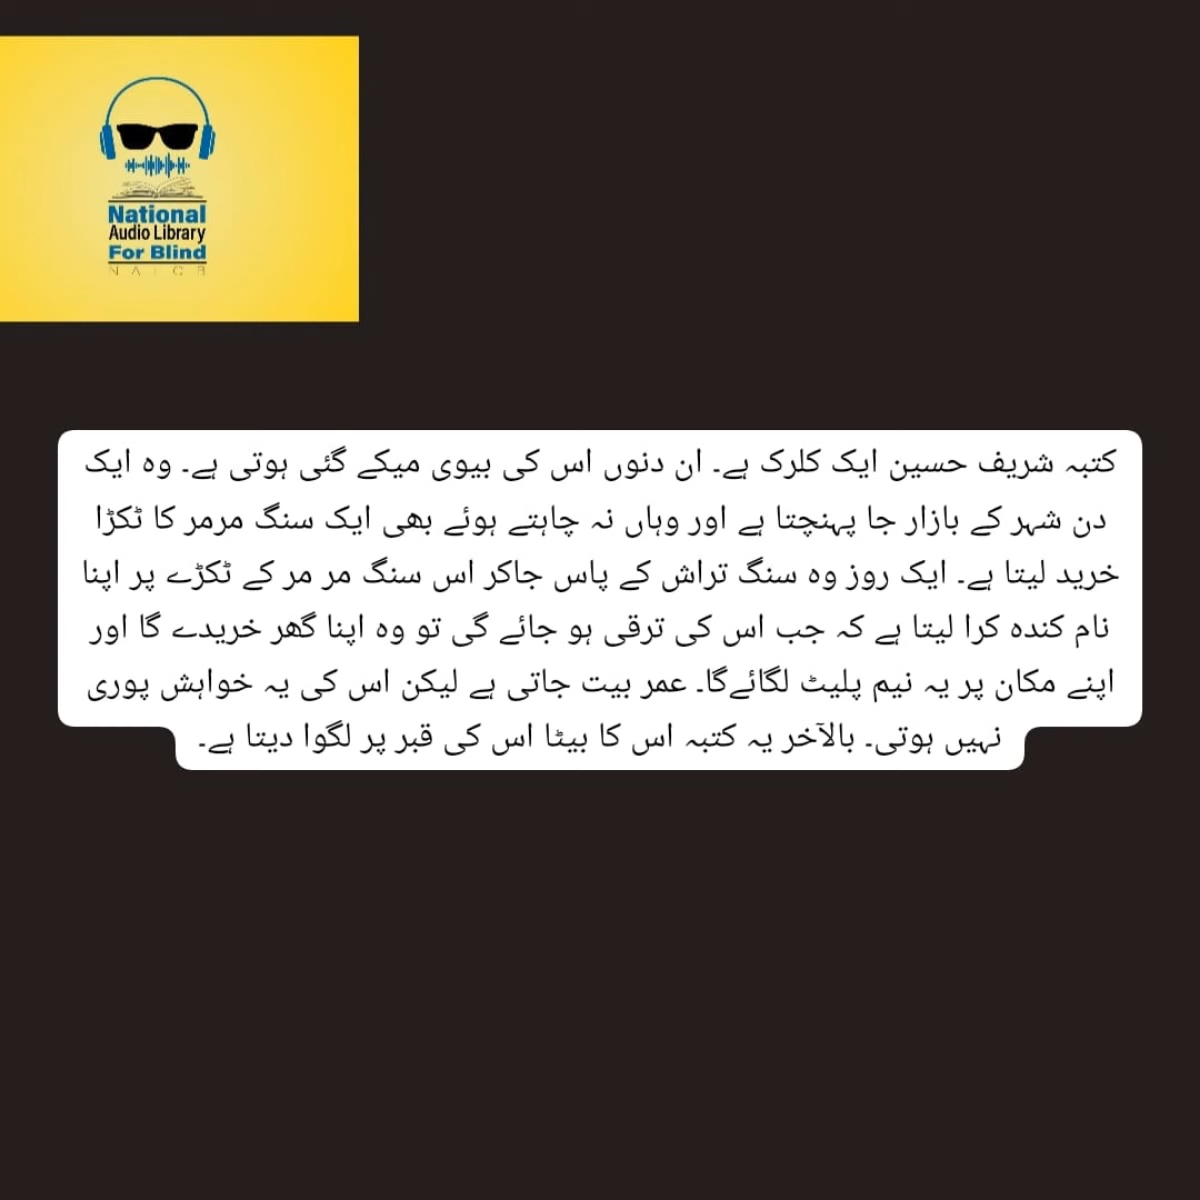 National
Audio Library
For Blind
N A L C B
کتبہ شریف حسین ایک کلرک ہے۔ ان دنوں اس کی بیوی میکے گئی ہوتی ہے۔ وہ ایک
دن شہر کے بازار جا پہنچتا ہے اور وہاں نہ چاہتے ہوئے بھی ایک سنگ مرمر کا ٹکڑا
خرید لیتا ہے۔ ایک روز وہ سنگ تراش کے پاس جاکر اس سنگ مر مر کے ٹکڑے پر اپنا
نام کندہ کرا لیتا ہے کہ جب اس کی ترقی ہو جائے گی تو وہ اپنا گھر خریدے گا اور
اپنے مکان پر یہ نیم پلیٹ لگائےگا۔ عمر بیت جاتی ہے لیکن اس کی یہ خواہش پوری
نہیں ہوتی۔ بالآخر یہ کتبہ اس کا بیٹا اس کی قبر پر لگوا دیتا ہے۔